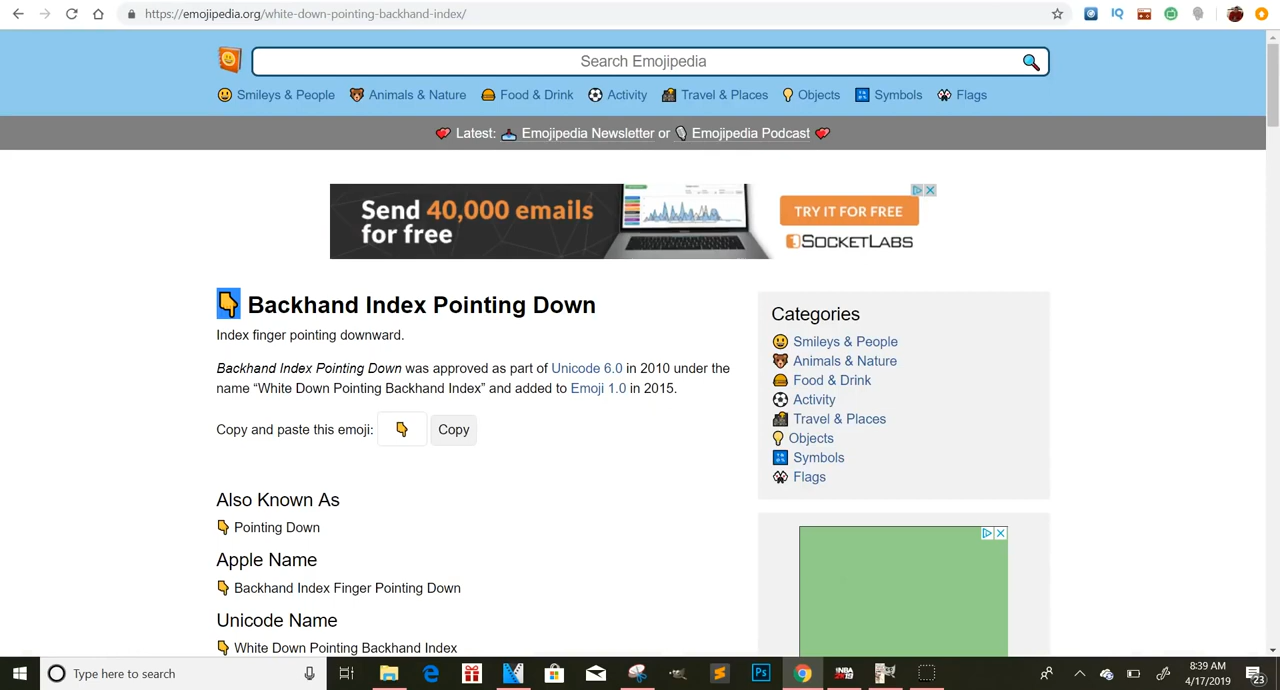 https://emojipedia.org/white-down-pointing-backhand-index/
IQ
Search Emojipedia
Smileys & People Animals & Nature Food & Drink Activity Travel & Places Objects Symbols Flags
Latest: Emojipedia Newsletter or Emojipedia Podcast
Send 40,000 emails
for free
TRY IT FOR FREE
SOCKETLABS
Backhand Index Pointing Down
Index finger pointing downward.
Backhand Index Pointing Down was approved as part of Unicode 6.0 in 2010 under the
name “White Down Pointing Backhand Index” and added to Emoji 1.0 in 2015.
Copy and paste this emoji: 👇 Copy
Also Known As
👇 Pointing Down
Apple Name
👇 Backhand Index Finger Pointing Down
Unicode Name
👇 White Down Pointing Backhand Index
Categories
Smileys & People
Animals & Nature
Food & Drink
Activity
Travel & Places
Objects
Symbols
Flags
Type here to search
Ps
8:39 AM
4/17/2019
23